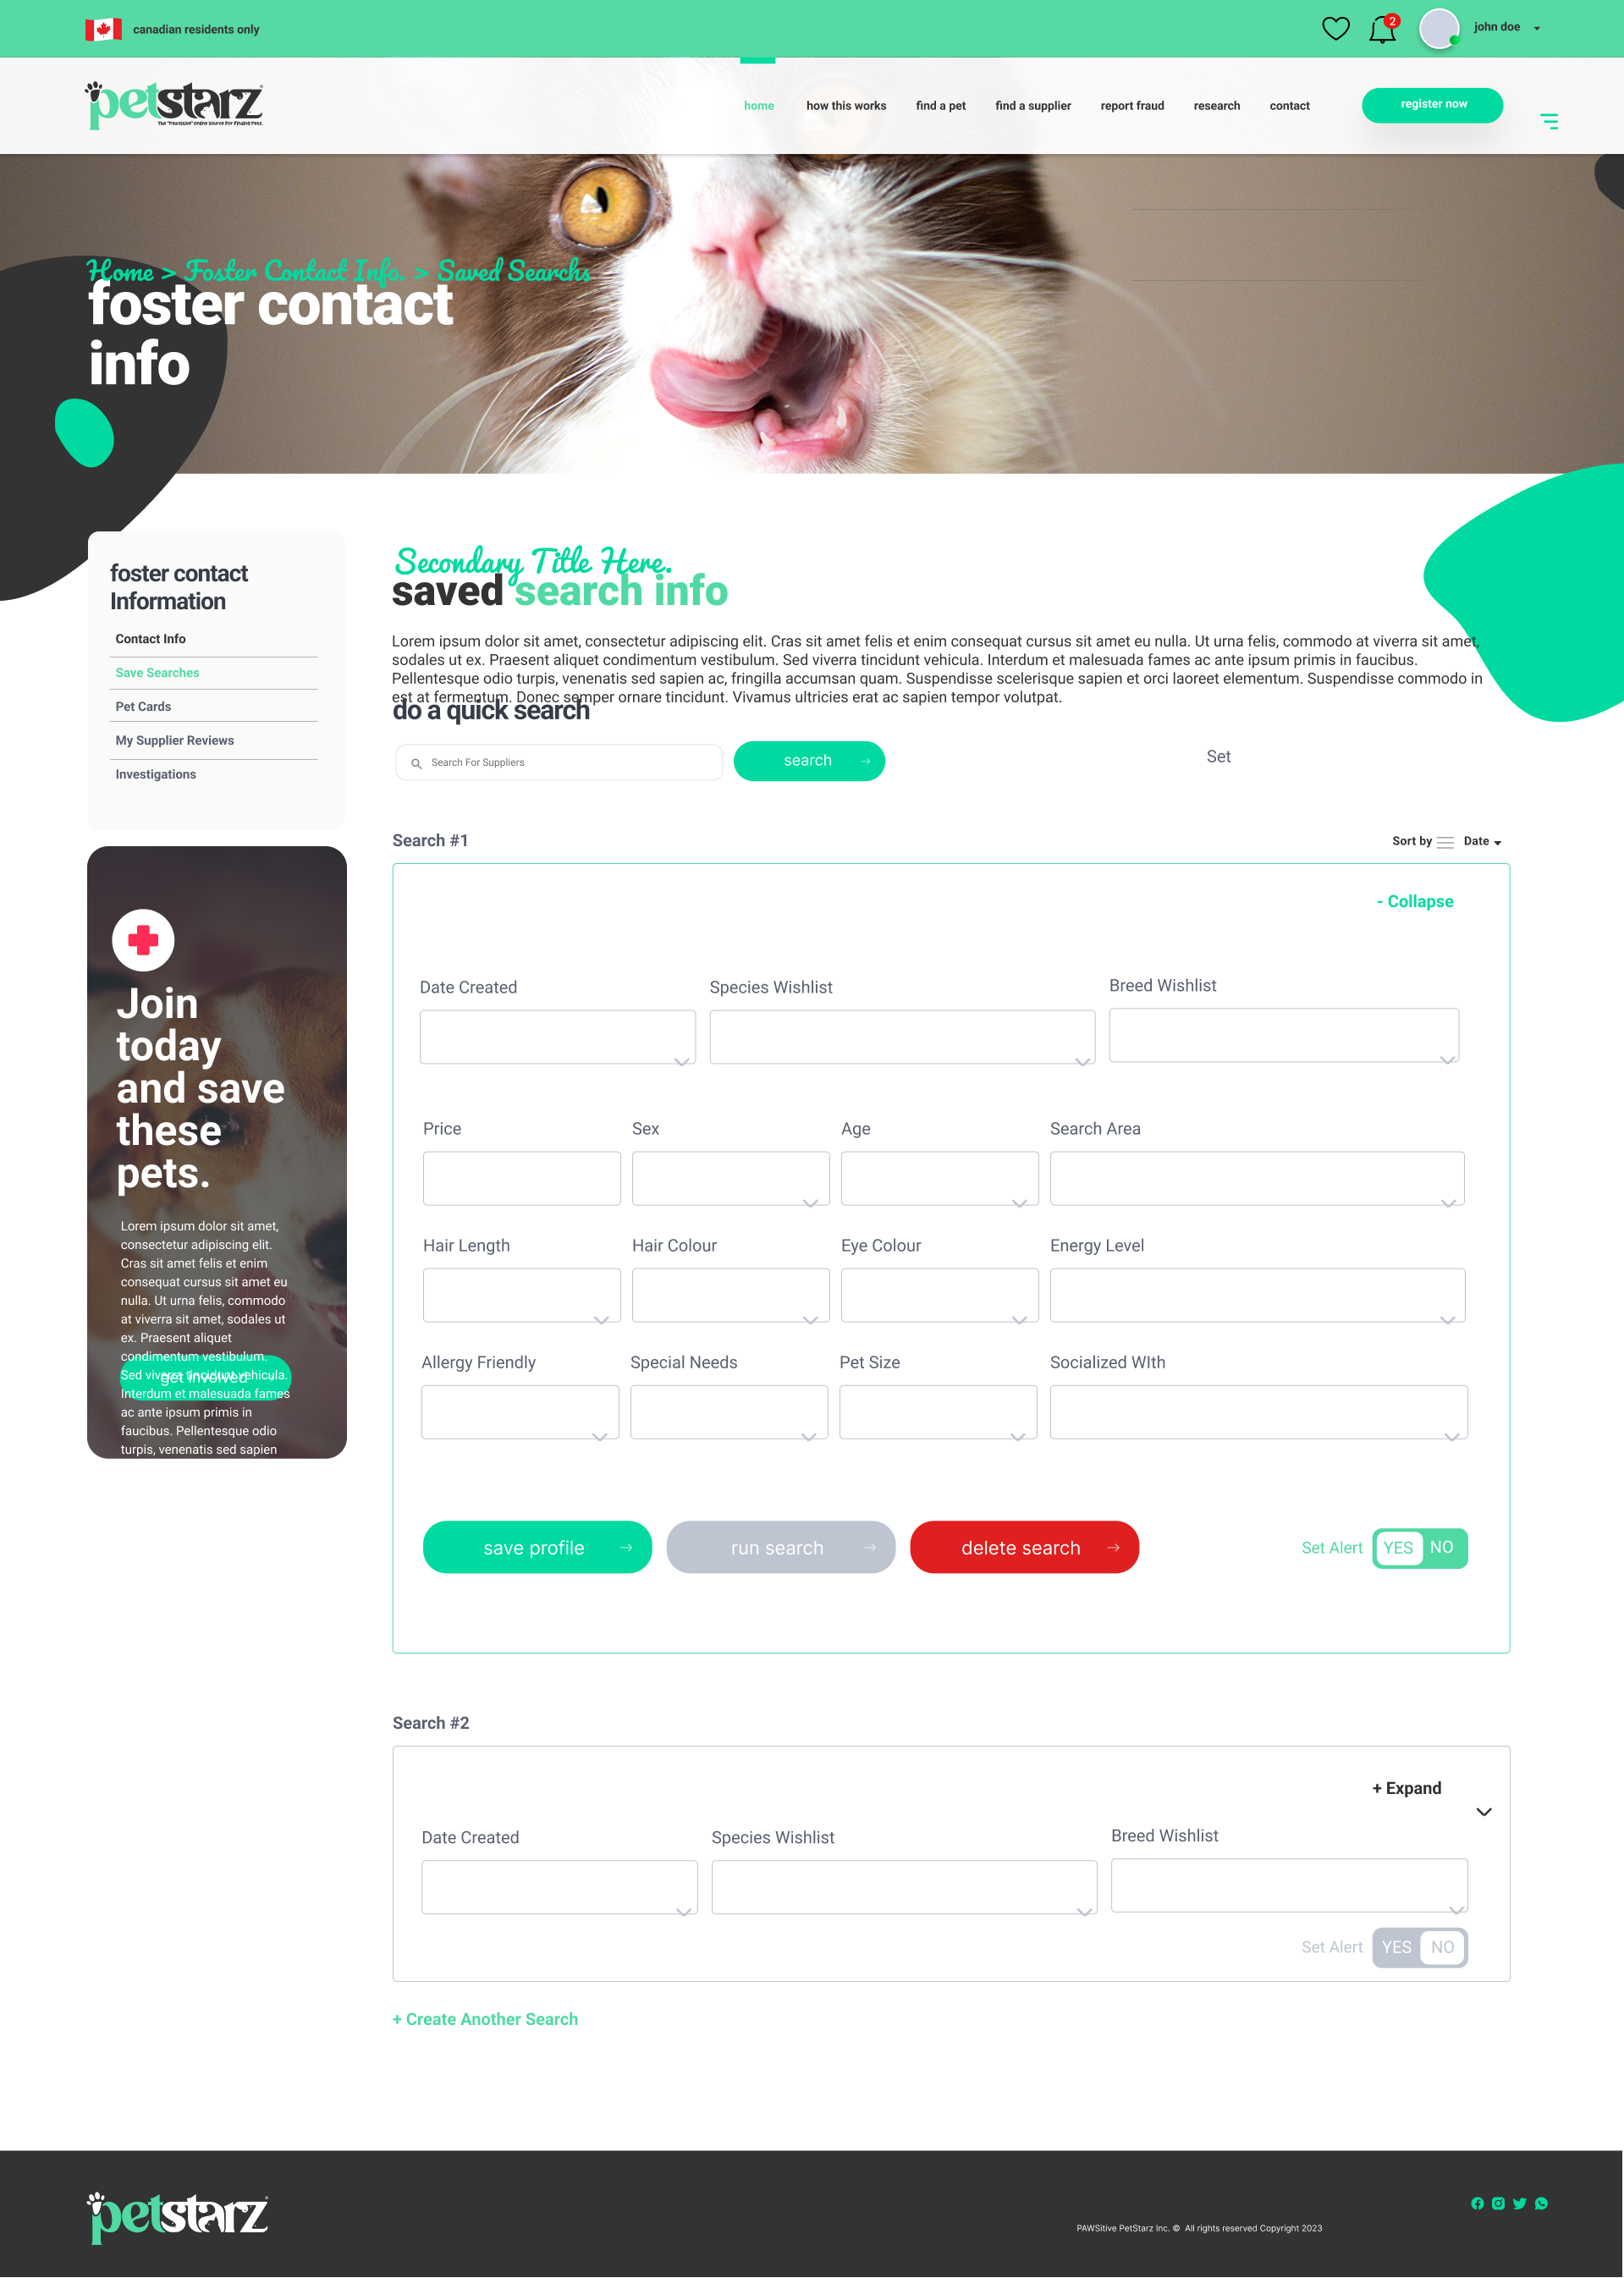 canadian residents only
2
john doe
petstarz
The "Pawsitive" Online Source For Finding Pets.
home how this works find a pet find a supplier report fraud research contact
register now
Home > Foster Contact Info. > Saved Searchs
foster contact
info
foster contact
Information
Contact Info
Save Searches
Pet Cards
My Supplier Reviews
Investigations
Join
today
and save
these
pets.
Lorem ipsum dolor sit amet,
consectetur adipiscing elit.
Cras sit amet felis et enim
consequat cursus sit amet eu
nulla. Ut urna felis, commodo
at viverra sit amet, sodales ut
ex. Praesent aliquet
condimentum vestibulum.
Sed viverra tincidunt vehicula.
get involved
Interdum et malesuada fames
ac ante ipsum primis in
faucibus. Pellentesque odio
turpis, venenatis sed sapien
Secondary Title Here.
saved search info
Lorem ipsum dolor sit amet, consectetur adipiscing elit. Cras sit amet felis et enim consequat cursus sit amet eu nulla. Ut urna felis, commodo at viverra sit amet,
sodales ut ex. Praesent aliquet condimentum vestibulum. Sed viverra tincidunt vehicula. Interdum et malesuada fames ac ante ipsum primis in faucibus.
Pellentesque odio turpis, venenatis sed sapien ac, fringilla accumsan quam. Suspendisse scelerisque sapien et orci laoreet elementum. Suspendisse commodo in
est at fermentum. Donec semper ornare tincidunt. Vivamus ultricies erat ac sapien tempor volutpat.
do a quick search
Search For Suppliers
search →
Set
Search #1
Sort by Date
- Collapse
Date Created Species Wishlist Breed Wishlist
Price Sex Age Search Area
Hair Length Hair Colour Eye Colour Energy Level
Allergy Friendly Special Needs Pet Size Socialized WIth
save profile → run search → delete search → Set Alert YES NO
Search #2
+ Expand
Date Created Species Wishlist Breed Wishlist
Set Alert YES NO
+ Create Another Search
petstarz
PAWSitive PetStarz Inc. © All rights reserved Copyright 2023